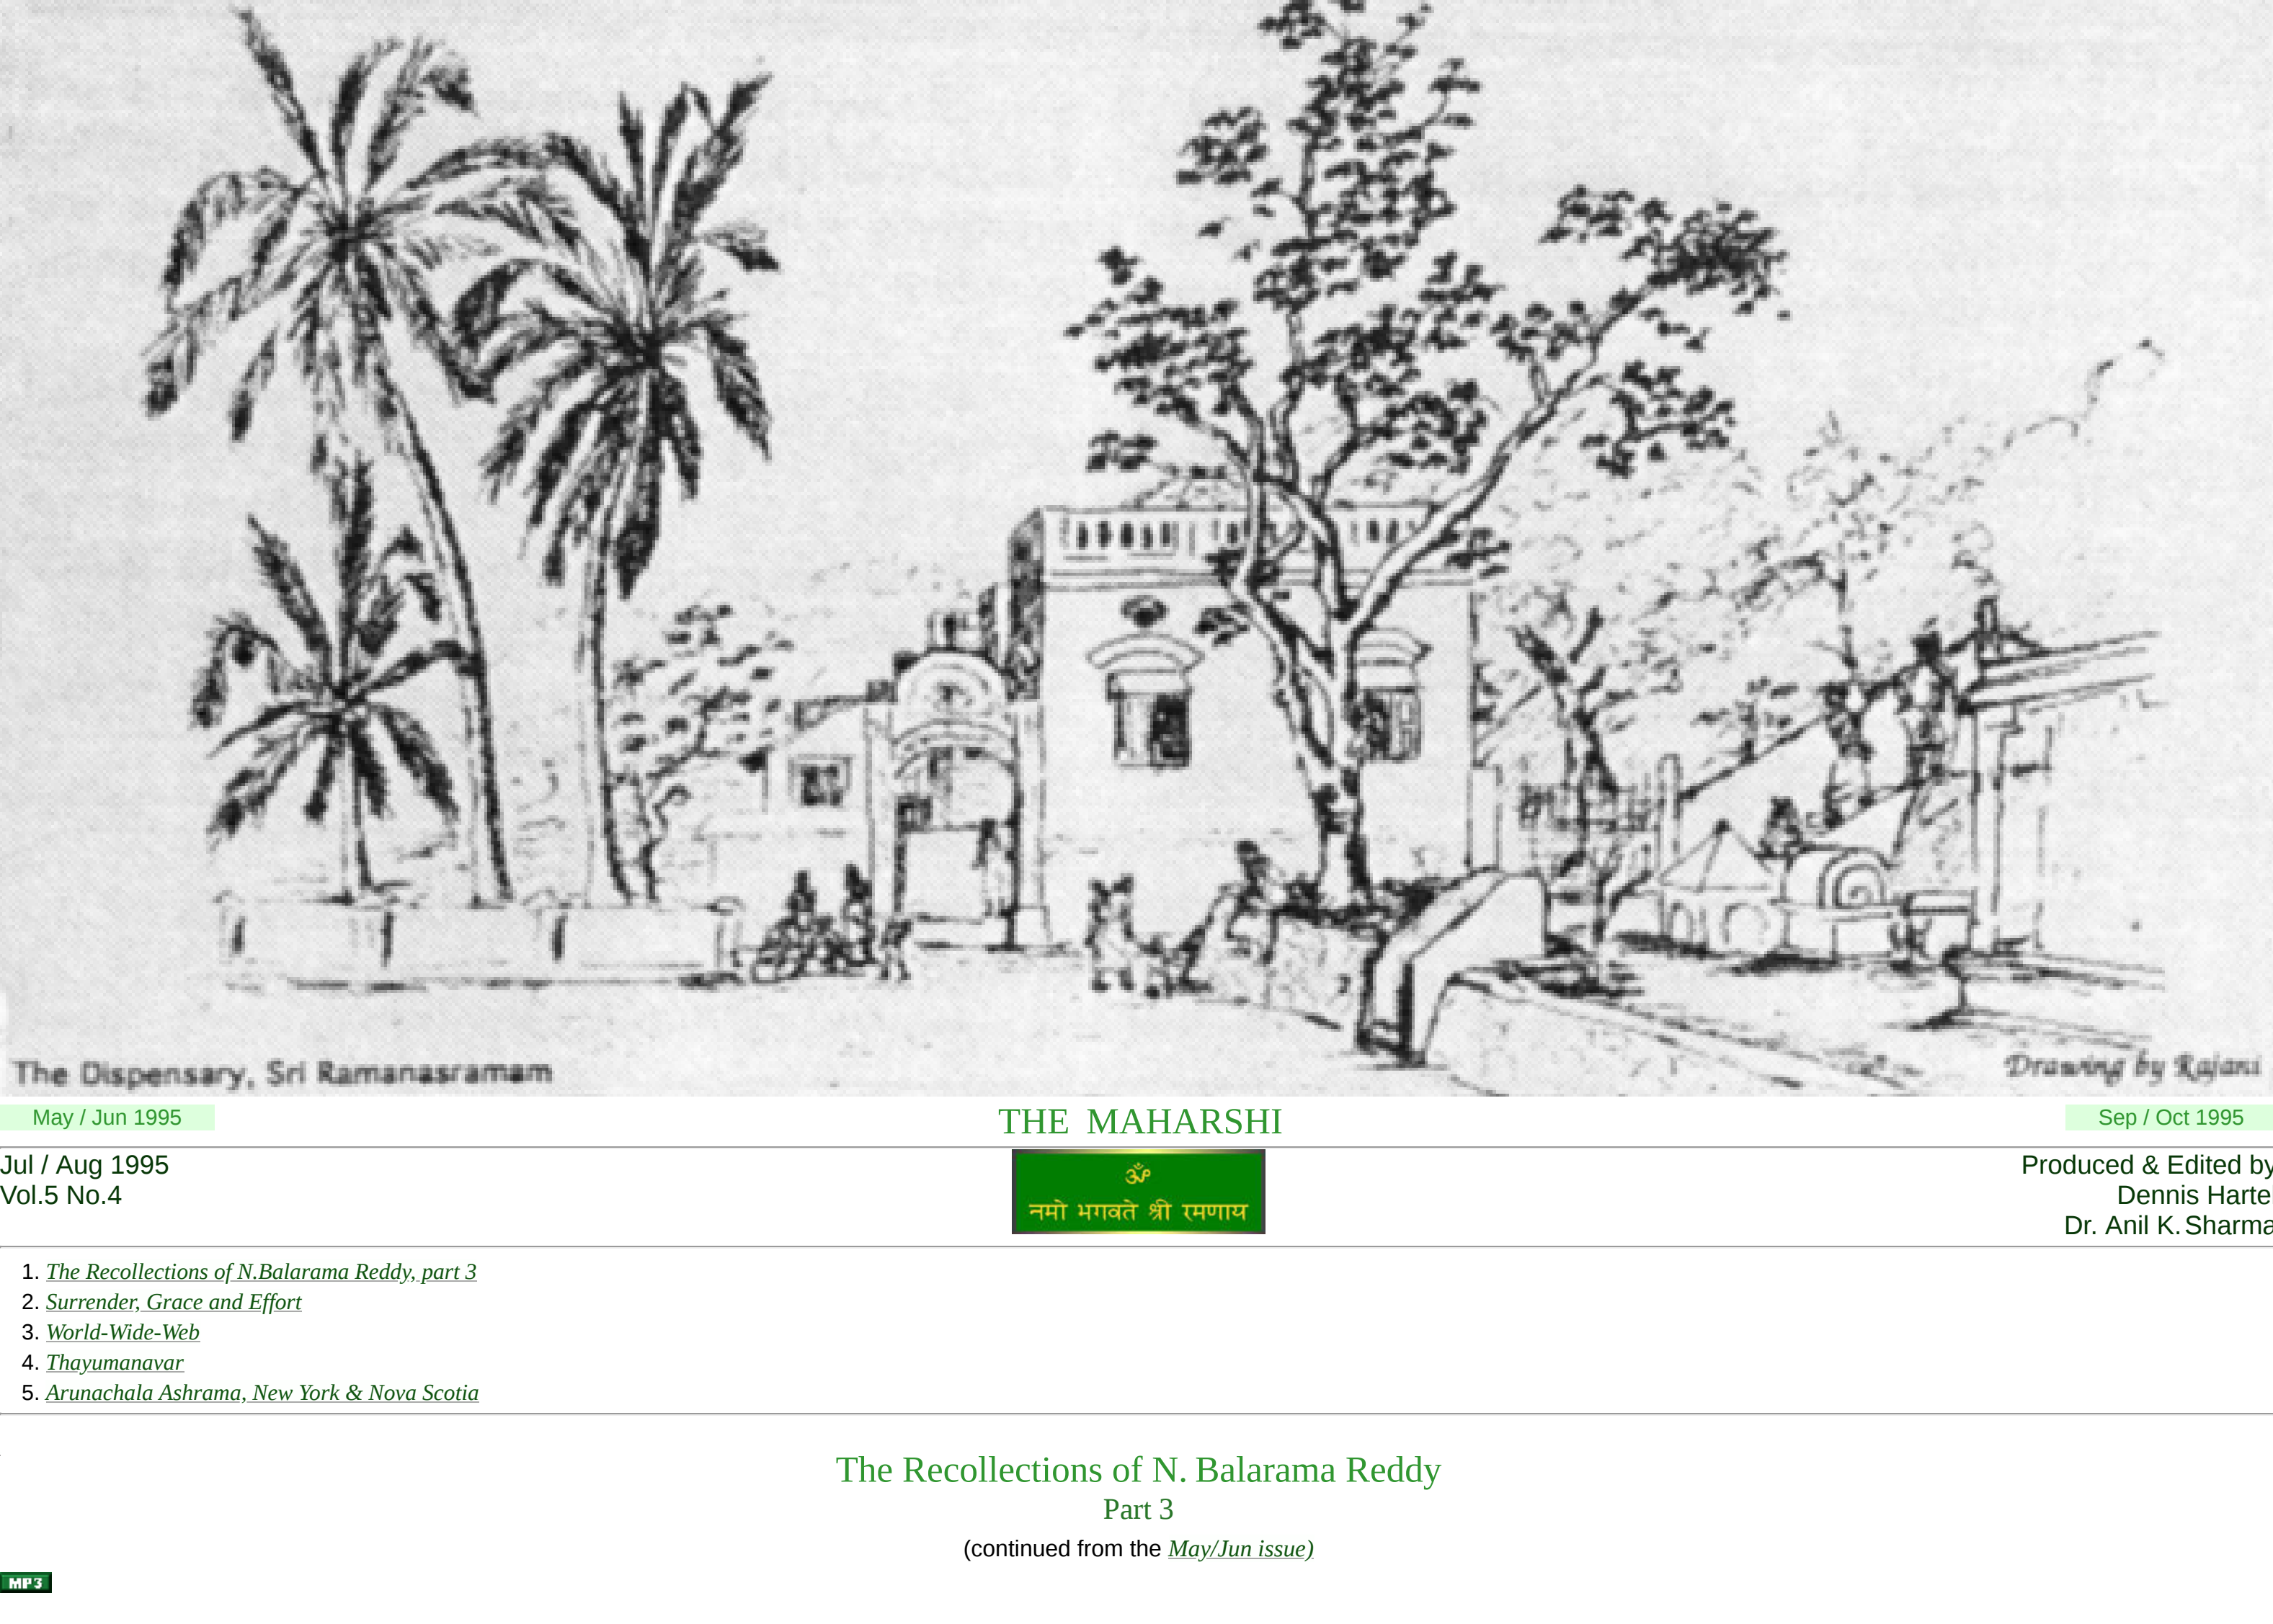 The Dispensary, Sri Ramanasramam
Drawing by Rajani
May / Jun 1995
THE MAHARSHI
Sep / Oct 1995
Jul / Aug 1995
Vol.5 No.4
ॐ
नमो भगवते श्री रमणाय
Produced & Edited by
Dennis Harte
Dr. Anil K. Sharma
1. The Recollections of N.Balarama Reddy, part 3
2. Surrender, Grace and Effort
3. World-Wide-Web
4. Thayumanavar
5. Arunachala Ashrama, New York & Nova Scotia
The Recollections of N. Balarama Reddy
Part 3
(continued from the May/Jun issue)
MP3